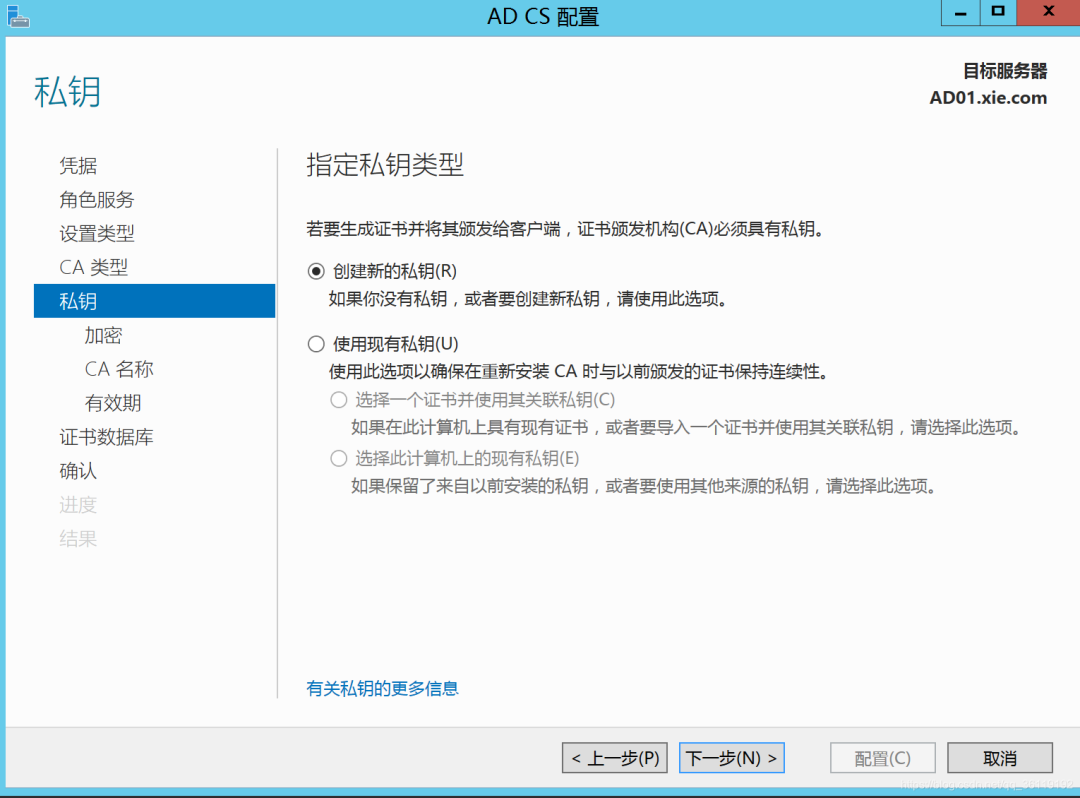 AD CS 配置
私钥
目标服务器
AD01.xie.com
凭据
角色服务
设置类型
CA 类型
私钥
加密
CA 名称
有效期
证书数据库
确认
进度
结果
指定私钥类型
若要生成证书并将其颁发给客户端，证书颁发机构(CA)必须具有私钥。
创建新的私钥(R)
如果你没有私钥，或者要创建新私钥，请使用此选项。
使用现有私钥(U)
使用此选项以确保在重新安装 CA 时与以前颁发的证书保持连续性。
选择一个证书并使用其关联私钥(C)
如果在此计算机上具有现有证书，或者要导入一个证书并使用其关联私钥，请选择此选项。
选择此计算机上的现有私钥(E)
如果保留了来自以前安装的私钥，或者要使用其他来源的私钥，请选择此选项。
有关私钥的更多信息
< 上一步(P) 下一步(N) > 配置(C) 取消